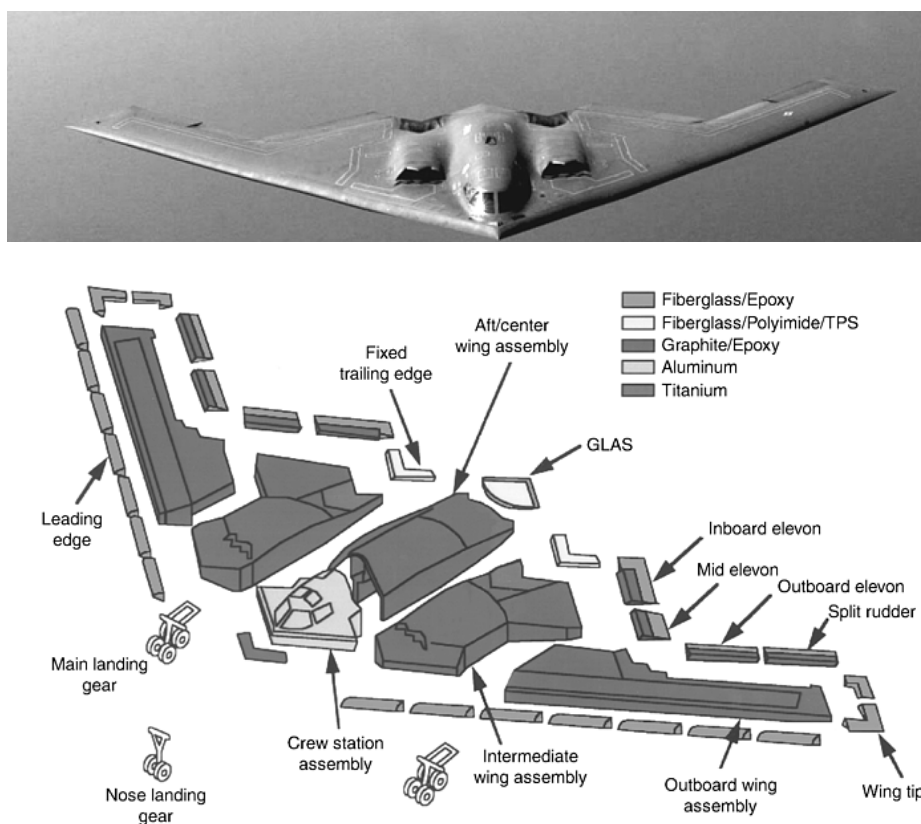 Fiberglass/Epoxy
Fiberglass/Polyimide/TPS
Graphite/Epoxy
Aluminum
Titanium
Aft/center
wing assembly
Fixed
trailing edge
GLAS
Leading
edge
Inboard elevon
Mid elevon
Outboard elevon
Split rudder
Main landing
gear
Crew station
assembly
Intermediate
wing assembly
Nose landing
gear
Outboard wing
assembly
Wing tip